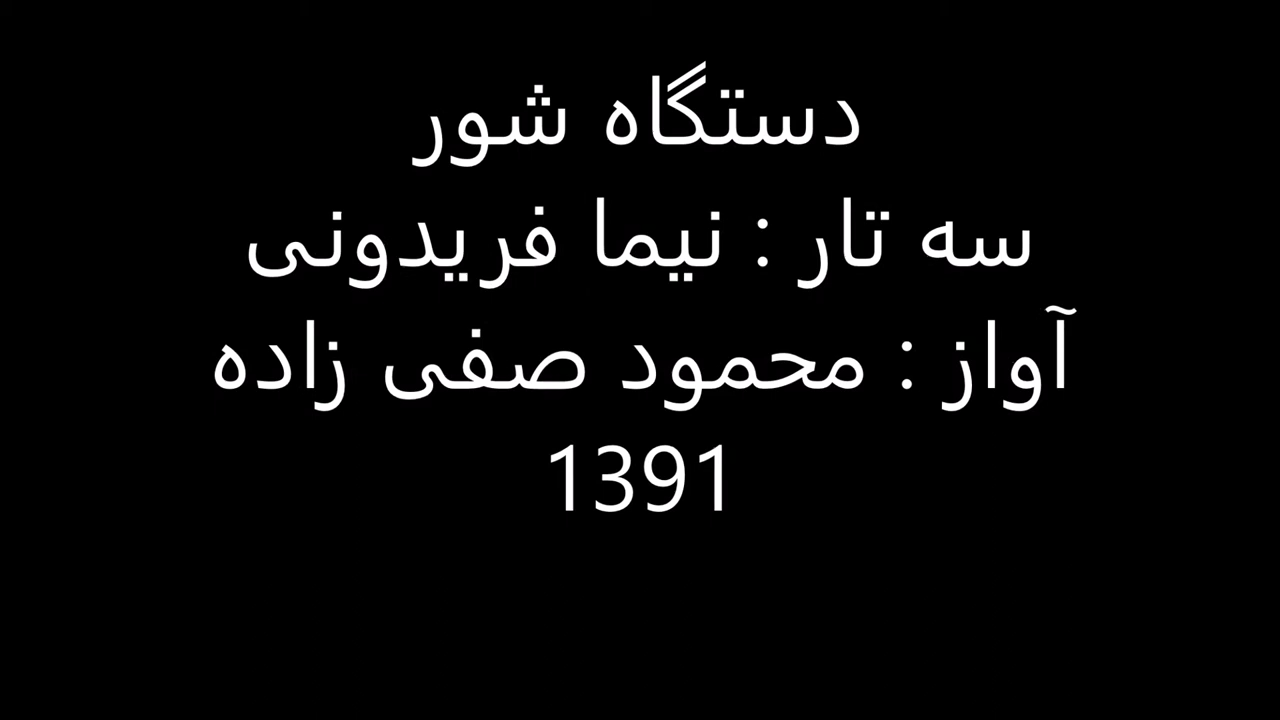 دستگاه شور
سه تار : نیما فریدونی
آواز : محمود صفی زاده
1391